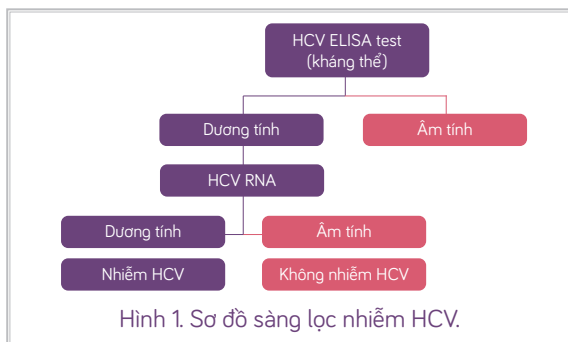 HCV ELISA test
(kháng thể)
Dương tính
Âm tính
HCV RNA
Dương tính
Âm tính
Nhiễm HCV
Không nhiễm HCV
Hình 1. Sơ đồ sàng lọc nhiễm HCV.